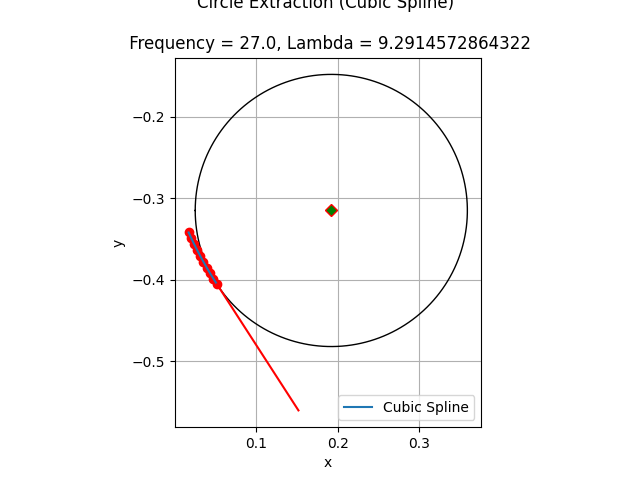 Circle Extraction (Cubic Spline)
Frequency = 27.0, Lambda = 9.2914572864322
−0.2
−0.3
−0.4
−0.5
y
0.1
0.2
0.3
x
Cubic Spline